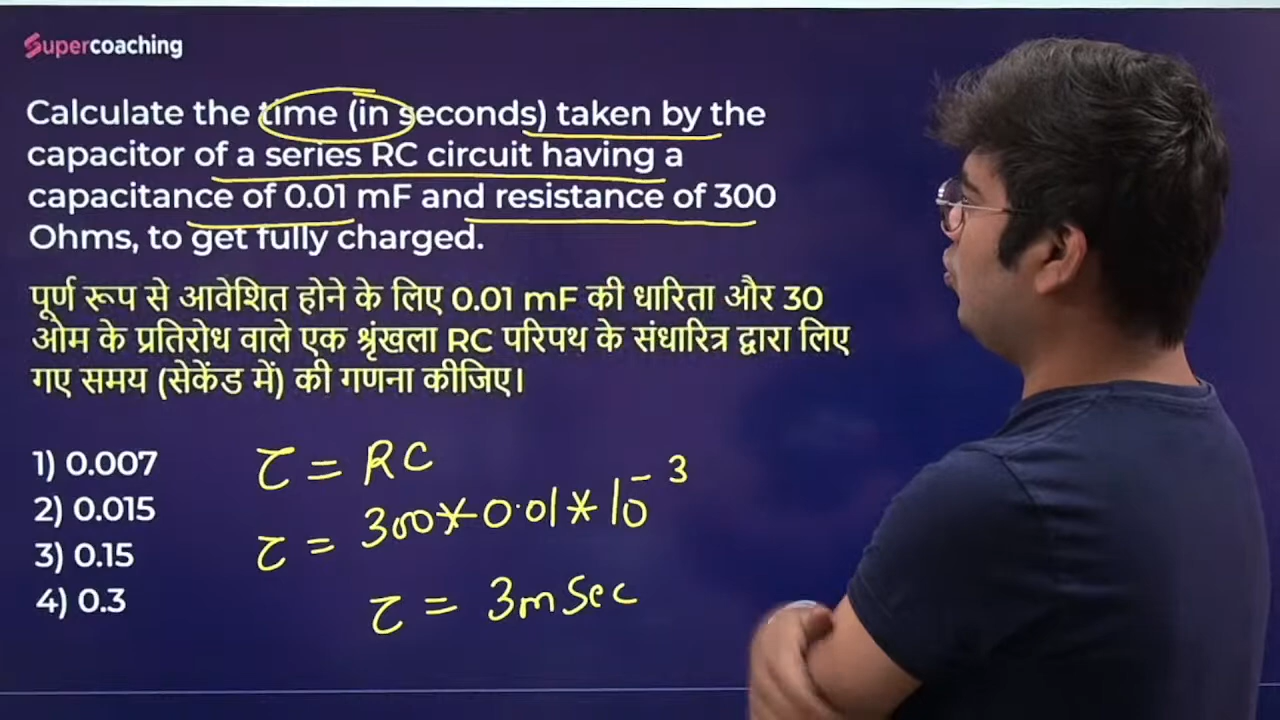 Supercoaching
Calculate the time (in seconds) taken by the
capacitor of a series RC circuit having a
capacitance of 0.01 mF and resistance of 300
Ohms, to get fully charged.
पूर्ण रूप से आवेशित होने के लिए 0.01 mF की धारिता और 30
ओम के प्रतिरोध वाले एक श्रृंखला RC परिपथ के संधारित्र द्वारा लिए
गए समय (सेकेंड में) की गणना कीजिए।
1) 0.007
2) 0.015
3) 0.15
4) 0.3
τ = RC
τ = 300*0.01*10⁻³
τ = 3mSec